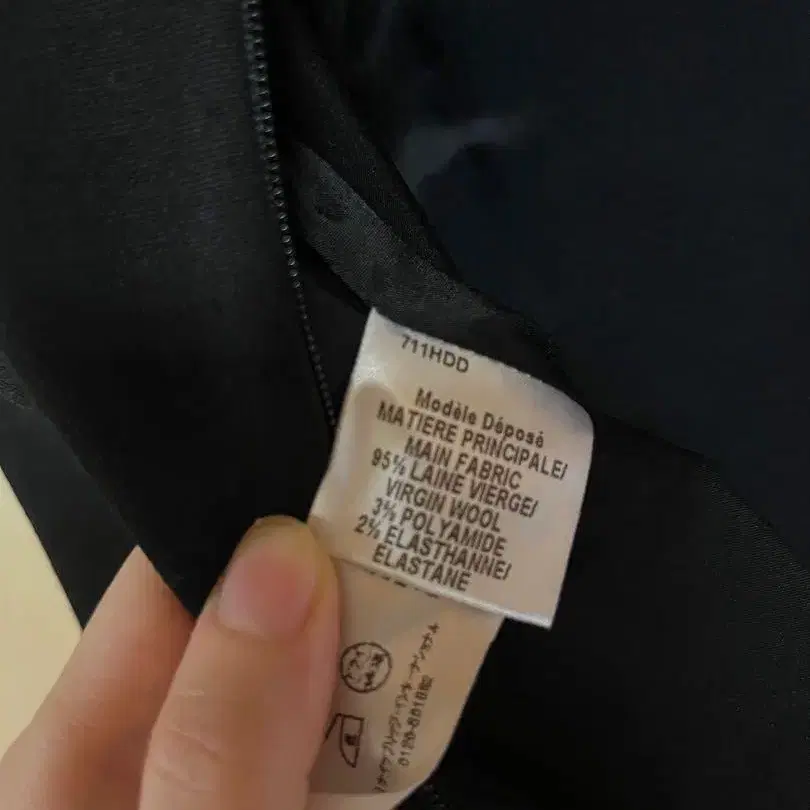 711HDD
Modèle Déposé
MATIERE PRINCIPALE/
MAIN FABRIC
95% LAINE VIERGE/
VIRGIN WOOL
3% POLYAMIDE
2% ELASTHANNE/
ELASTANE